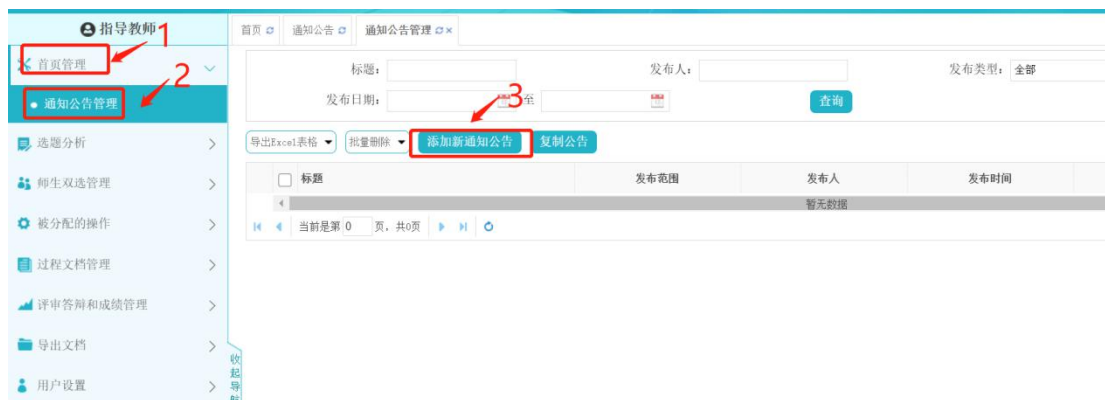 指导教师
首页
通知公告
通知公告管理
1
首页管理
2
通知公告管理
选题分析
师生双选管理
被分配的操作
过程文档管理
评审答辩和成绩管理
导出文档
用户设置
收起导航
标题:
发布人:
发布类型: 全部
发布日期:
至
查询
3
导出Excel表格
批量删除
添加新通知公告
复制公告
标题
发布范围
发布人
发布时间
暂无数据
当前是第 0 页, 共0页